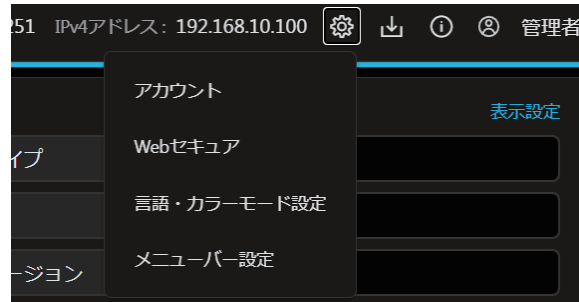 251 IPv4アドレス: 192.168.10.100 管理者
アカウント
表示設定
Webセキュア
イプ
言語・カラーモード設定
メニューバー設定
ージョン